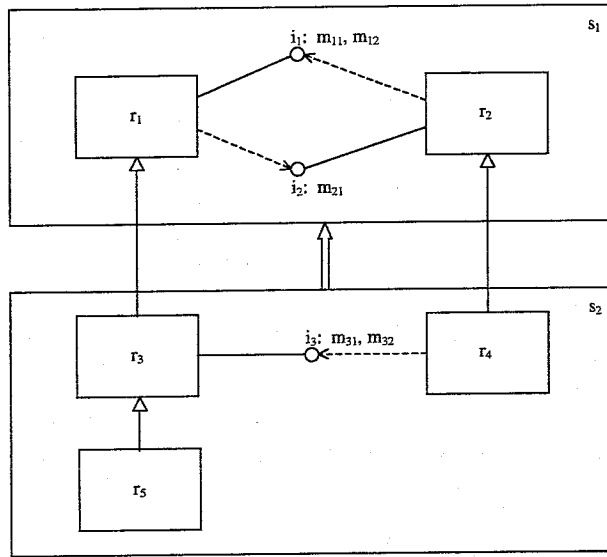 s₁
i₁: m₁₁, m₁₂
r₁
r₂
i₂: m₂₁
s₂
i₃: m₃₁, m₃₂
r₃
r₄
r₅